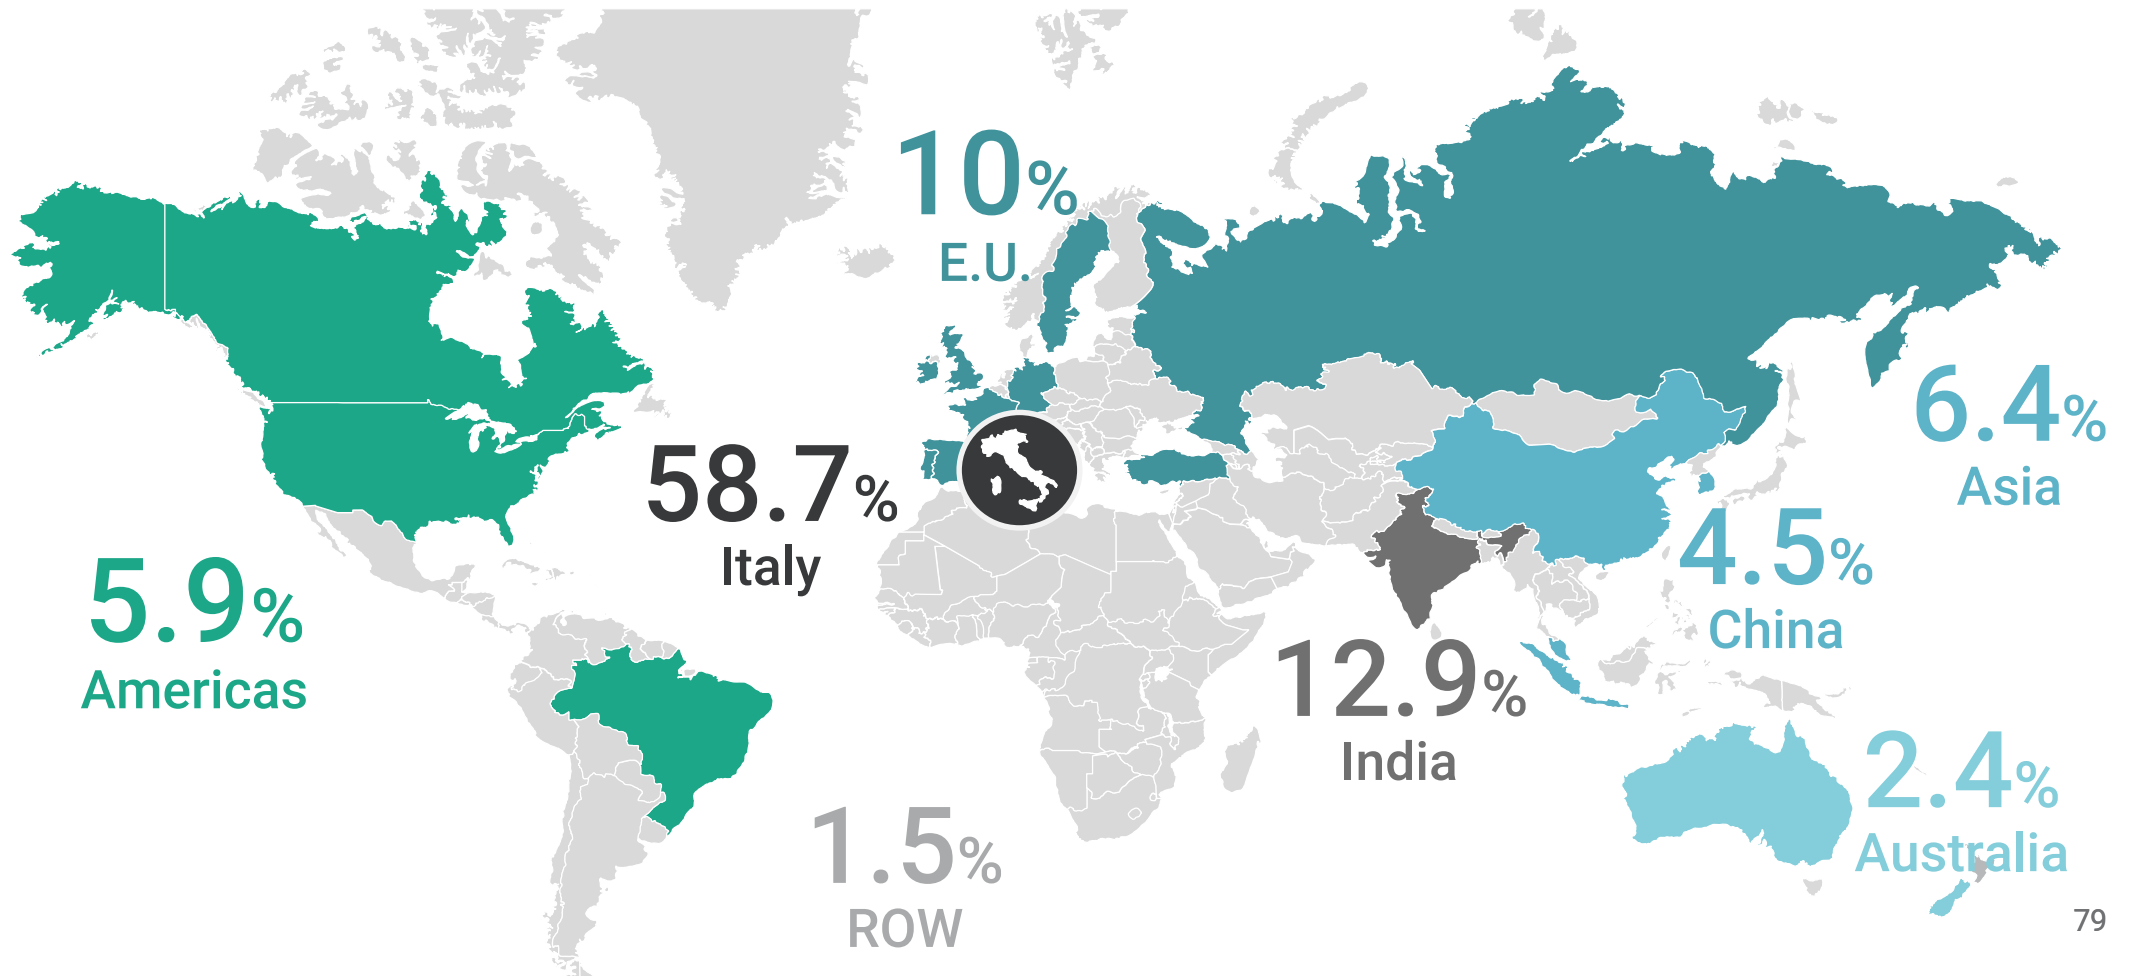 10%
E.U.
6.4%
Asia
58.7%
Italy
4.5%
China
5.9%
Americas
12.9%
India
2.4%
Australia
1.5%
ROW
79